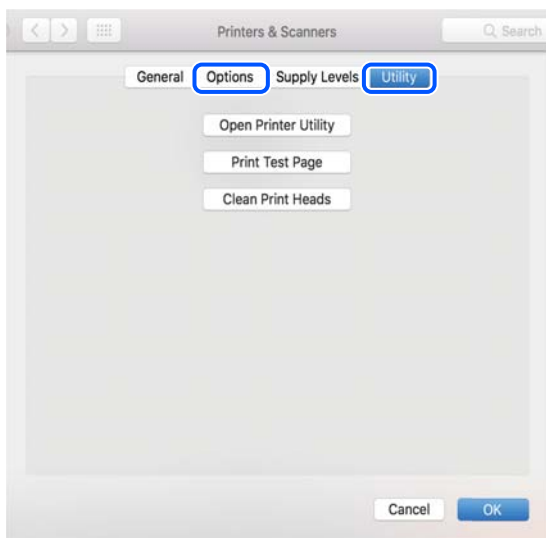 Printers & Scanners Search
General Options Supply Levels Utility
Open Printer Utility
Print Test Page
Clean Print Heads
Cancel OK